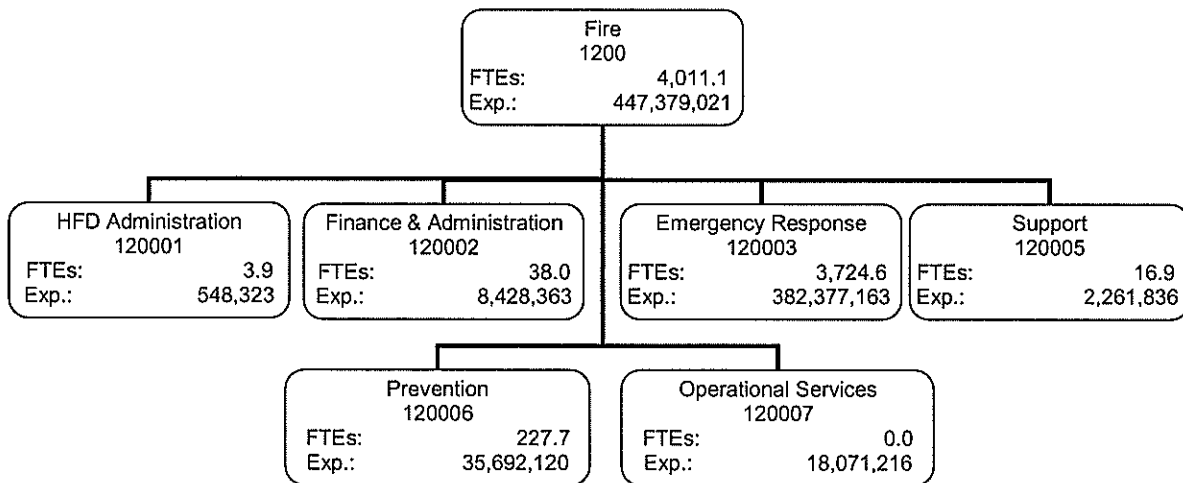 Fire
1200
FTEs: 4,011.1
Exp.: 447,379,021
HFD Administration
120001
FTEs: 3.9
Exp.: 548,323
Finance & Administration
120002
FTEs: 38.0
Exp.: 8,428,363
Emergency Response
120003
FTEs: 3,724.6
Exp.: 382,377,163
Support
120005
FTEs: 16.9
Exp.: 2,261,836
Prevention
120006
FTEs: 227.7
Exp.: 35,692,120
Operational Services
120007
FTEs: 0.0
Exp.: 18,071,216